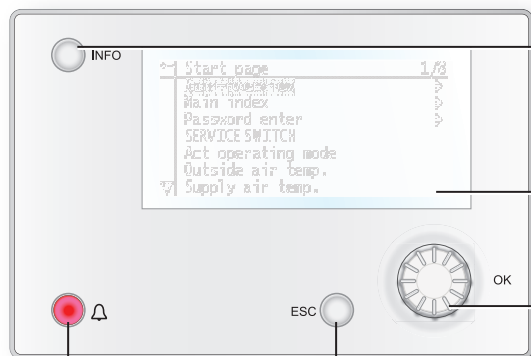 INFO
Start page 1/8
Main index
Password enter
SERVICE SWITCH
Act operating mode
Outside air temp.
Supply air temp.
OK
ESC